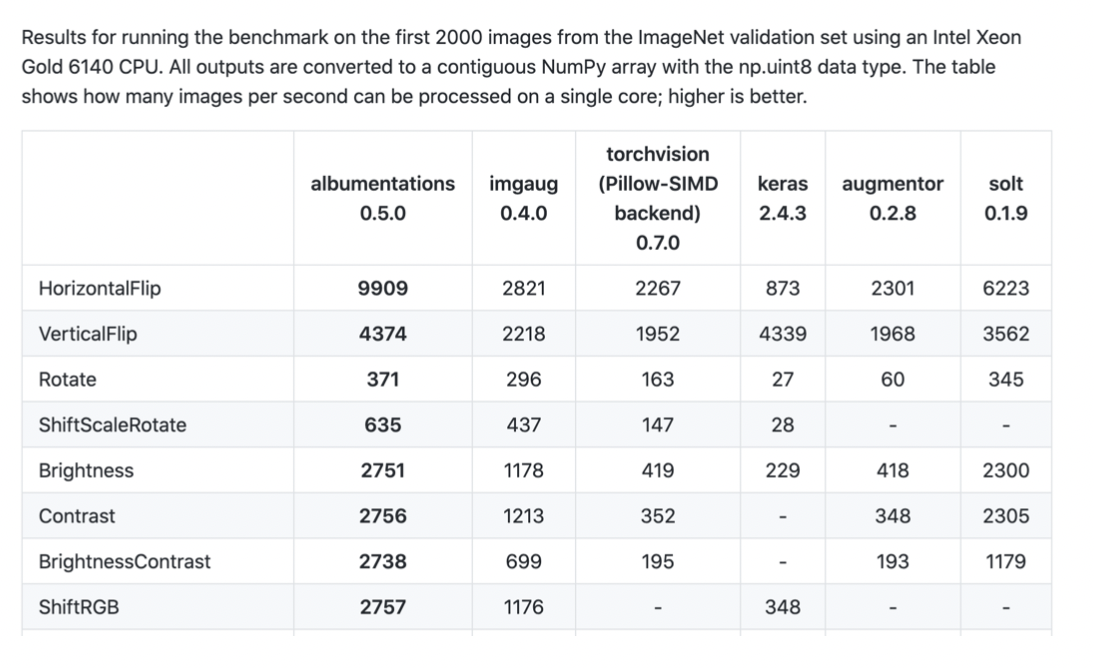 Results for running the benchmark on the first 2000 images from the ImageNet validation set using an Intel Xeon
Gold 6140 CPU. All outputs are converted to a contiguous NumPy array with the np.uint8 data type. The table
shows how many images per second can be processed on a single core; higher is better.
albumentations 0.5.0 imgaug 0.4.0 torchvision (Pillow-SIMD backend) 0.7.0 keras 2.4.3 augmentor 0.2.8 solt 0.1.9
HorizontalFlip 9909 2821 2267 873 2301 6223
VerticalFlip 4374 2218 1952 4339 1968 3562
Rotate 371 296 163 27 60 345
ShiftScaleRotate 635 437 147 28 - -
Brightness 2751 1178 419 229 418 2300
Contrast 2756 1213 352 - 348 2305
BrightnessContrast 2738 699 195 - 193 1179
ShiftRGB 2757 1176 - 348 - -